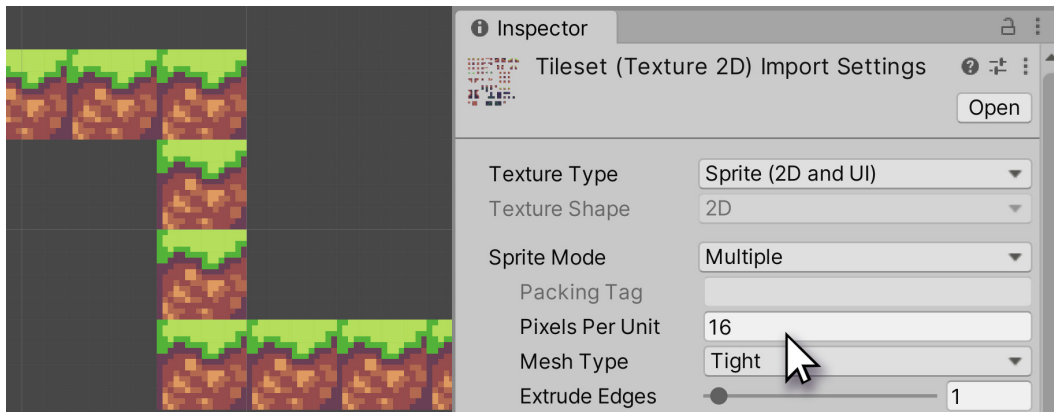 Inspector
Tileset (Texture 2D) Import Settings
Open
Texture Type Sprite (2D and UI)
Texture Shape 2D
Sprite Mode Multiple
Packing Tag
Pixels Per Unit 16
Mesh Type Tight
Extrude Edges 1